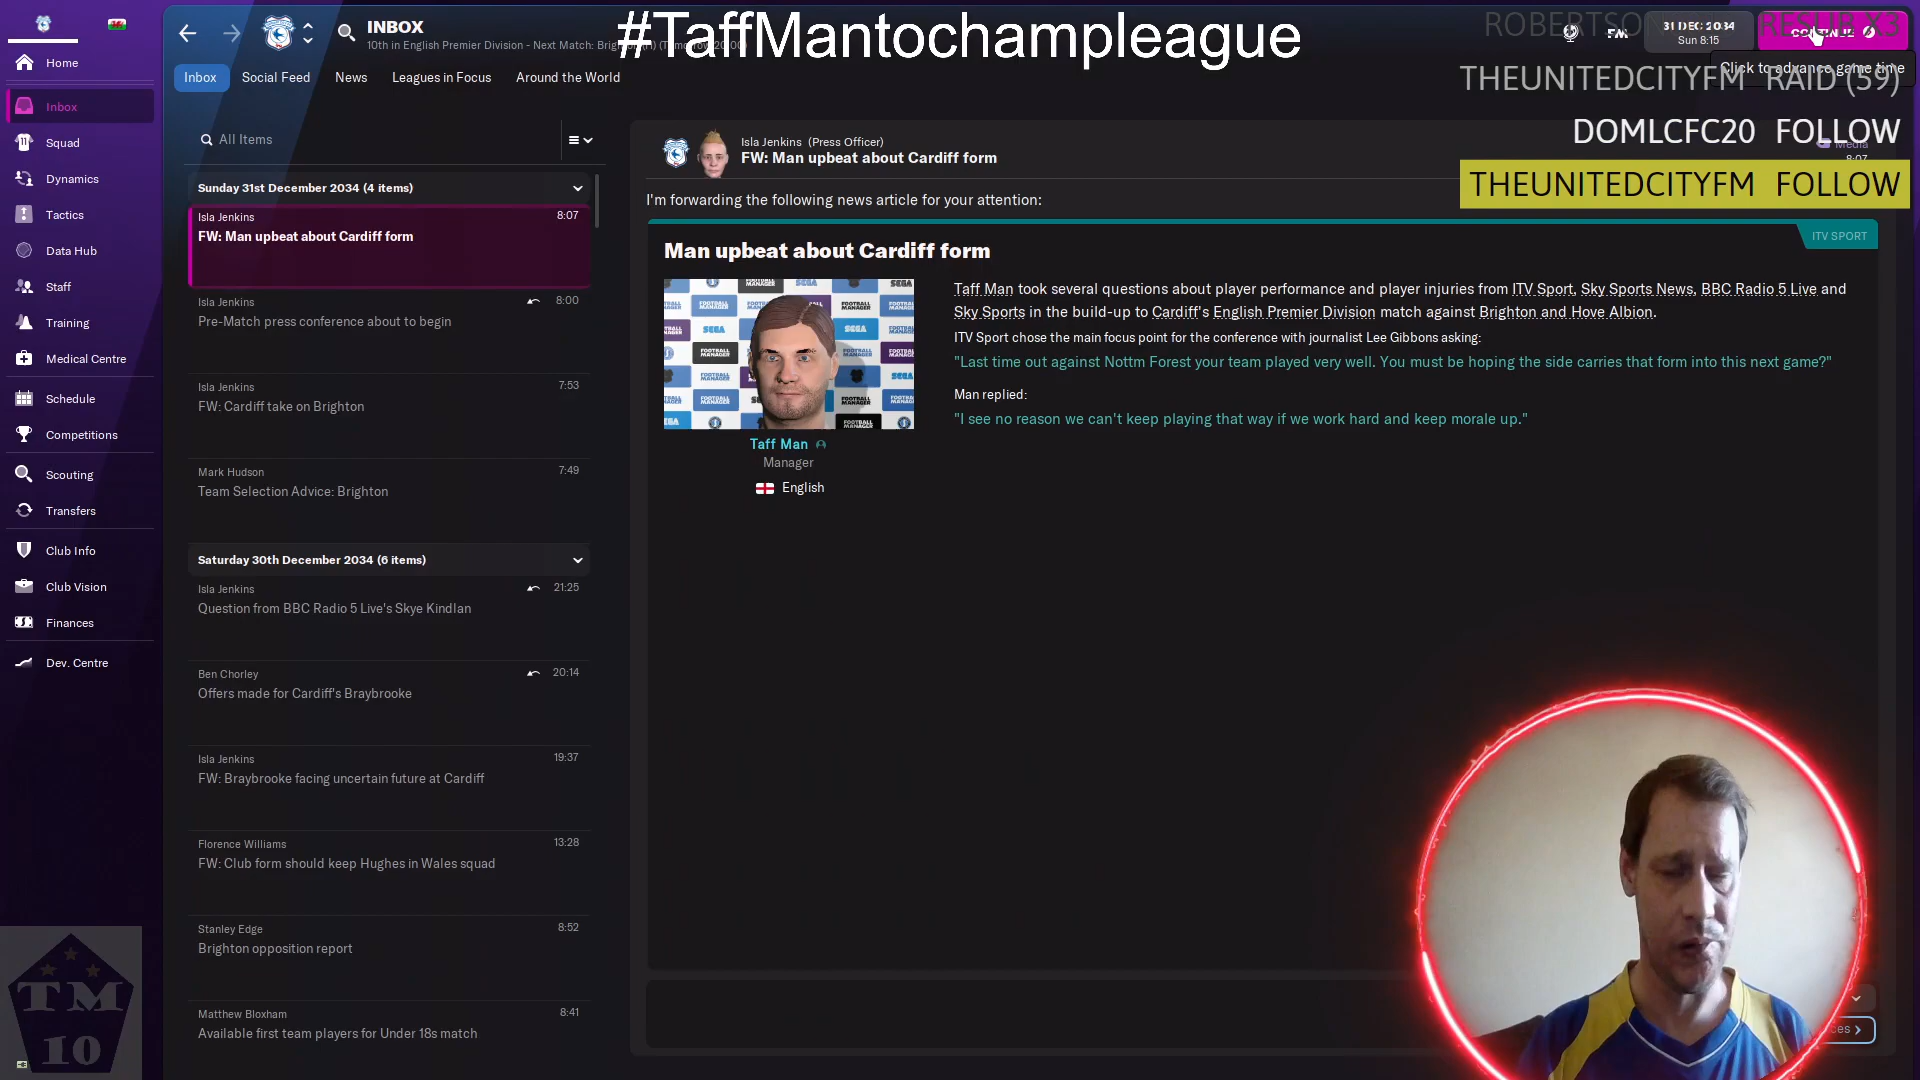 Home
Inbox
Squad
Dynamics
Tactics
Data Hub
Staff
Training
Medical Centre
Schedule
Competitions
Scouting
Transfers
Club Info
Club Vision
Finances
Dev. Centre
TM
10
INBOX
10th in English Premier Division - Next Match:
#TaffMantochampleague
FM
31 DEC 2034
Sun 8:15
CONTINUE
Click to advance game time
RESLIB X3
THEUNITEDCITYFM RAID (59)
DOMLCFC20 FOLLOW
THEUNITEDCITYFM FOLLOW
Inbox
Social Feed
News
Leagues in Focus
Around the World
All Items
Sunday 31st December 2034 (4 items)
Isla Jenkins 8:07
FW: Man upbeat about Cardiff form
Isla Jenkins 8:00
Pre-Match press conference about to begin
Isla Jenkins 7:53
FW: Cardiff take on Brighton
Mark Hudson 7:49
Team Selection Advice: Brighton
Saturday 30th December 2034 (6 items)
Isla Jenkins 21:25
Question from BBC Radio 5 Live's Skye Kindlan
Ben Chorley 20:14
Offers made for Cardiff's Braybrooke
Isla Jenkins 19:37
FW: Braybrooke facing uncertain future at Cardiff
Florence Williams 13:28
FW: Club form should keep Hughes in Wales squad
Stanley Edge 8:52
Brighton opposition report
Matthew Bloxham 8:41
Available first team players for Under 18s match
Isla Jenkins (Press Officer)
FW: Man upbeat about Cardiff form
Media
8:07
I'm forwarding the following news article for your attention:
ITV SPORT
Man upbeat about Cardiff form
Taff Man took several questions about player performance and player injuries from ITV Sport, Sky Sports News, BBC Radio 5 Live and
Sky Sports in the build-up to Cardiff's English Premier Division match against Brighton and Hove Albion.
ITV Sport chose the main focus point for the conference with journalist Lee Gibbons asking:
"Last time out against Nottm Forest your team played very well. You must be hoping the side carries that form into this next game?"
Man replied:
"I see no reason we can't keep playing that way if we work hard and keep morale up."
Taff Man
Manager
English